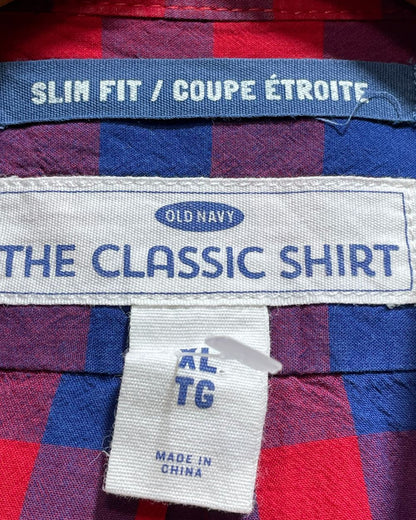 SLIM FIT / COUPE ÉTROITE
OLD NAVY
THE CLASSIC SHIRT
XL
TG
MADE IN
CHINA